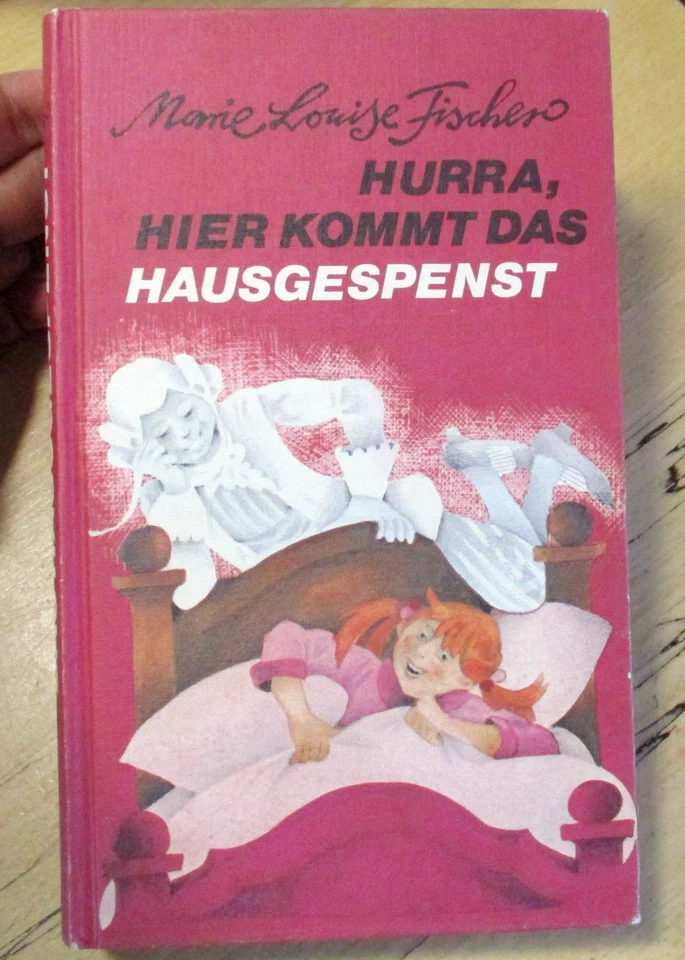 Marie Louise Fischer
HURRA,
HIER KOMMT DAS
HAUSGESPENST